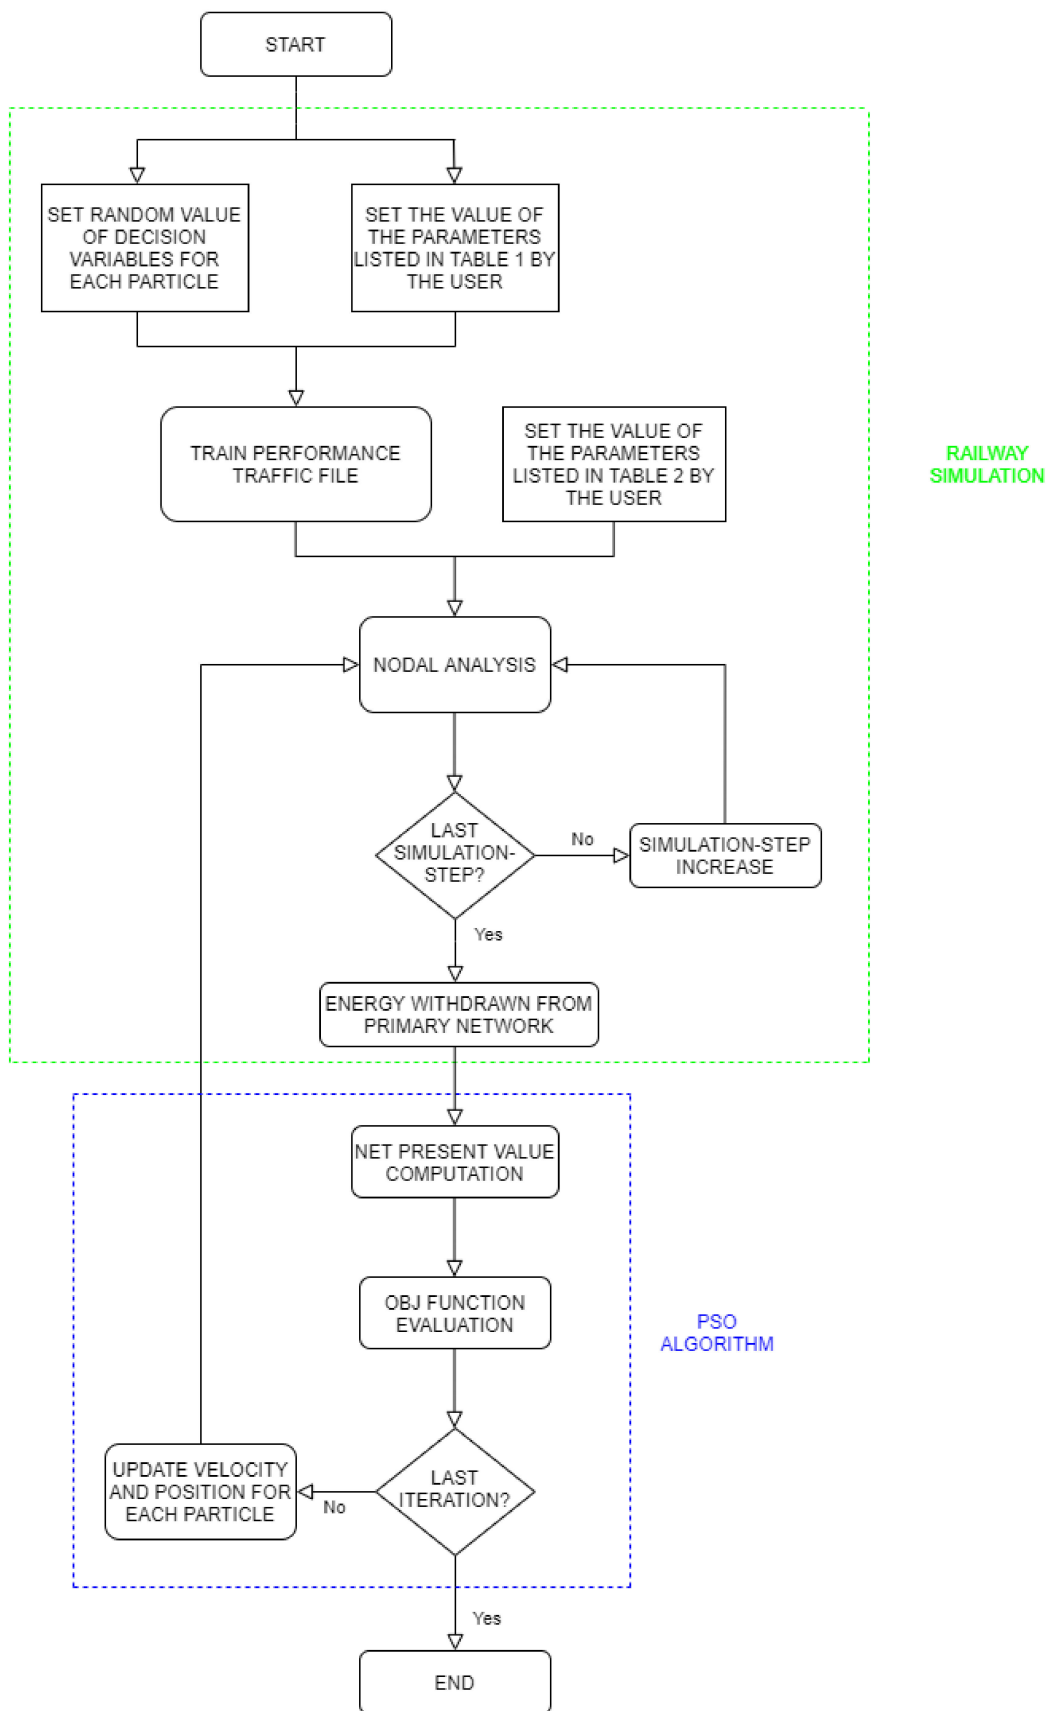 START
SET RANDOM VALUE
OF DECISION
VARIABLES FOR
EACH PARTICLE
SET THE VALUE OF
THE PARAMETERS
LISTED IN TABLE 1 BY
THE USER
TRAIN PERFORMANCE
TRAFFIC FILE
SET THE VALUE OF
THE PARAMETERS
LISTED IN TABLE 2 BY
THE USER
RAILWAY
SIMULATION
NODAL ANALYSIS
LAST
SIMULATION-
STEP?
No
SIMULATION-STEP
INCREASE
Yes
ENERGY WITHDRAWN FROM
PRIMARY NETWORK
NET PRESENT VALUE
COMPUTATION
OBJ FUNCTION
EVALUATION
PSO
ALGORITHM
LAST
ITERATION?
No
UPDATE VELOCITY
AND POSITION FOR
EACH PARTICLE
Yes
END